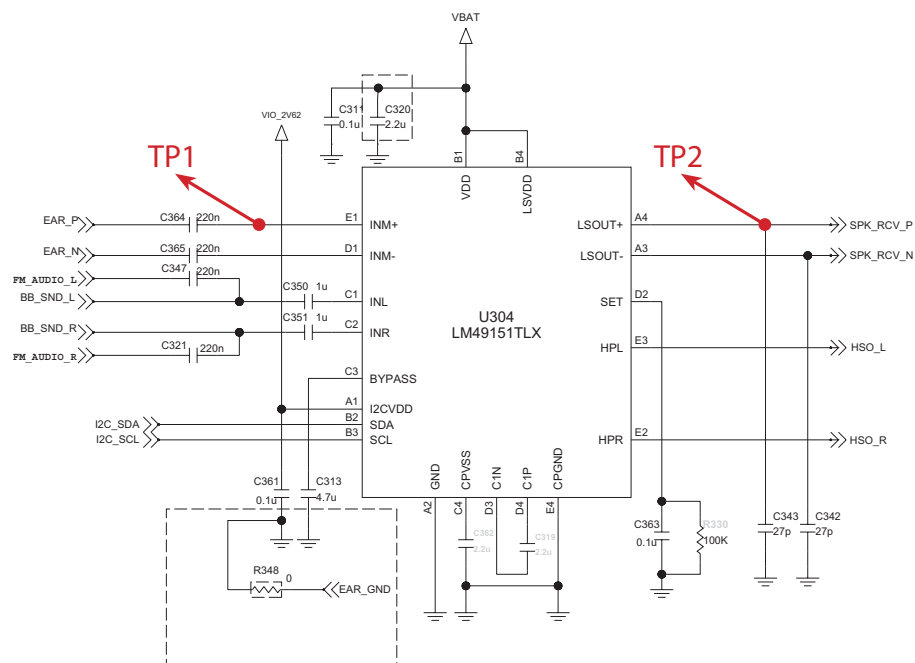 VBAT
C311
0.1u
C320
2.2u
VIO_2V62
TP1
TP2
B1
B4
VDD
LSVDD
EAR_P
C364
220n
E1
INM+
LSOUT+
A4
SPK_RCV_P
EAR_N
C365
220n
D1
INM-
LSOUT-
A3
SPK_RCV_N
FM_AUDIO_L
C347
220n
BB_SND_L
C350
1u
C1
INL
SET
D2
U304
LM49151TLX
BB_SND_R
C351
1u
C2
INR
HPL
E3
HSO_L
FM_AUDIO_R
C321
220n
C3
BYPASS
A1
I2CVDD
I2C_SDA
B2
SDA
I2C_SCL
B3
SCL
HPR
E2
HSO_R
GND
CPVSS
C1N
C1P
CPGND
A2
C4
D3
D4
E4
C361
0.1u
C313
4.7u
C362
2.2u
C319
2.2u
C363
0.1u
R330
100K
C343
27p
C342
27p
R348
0
EAR_GND